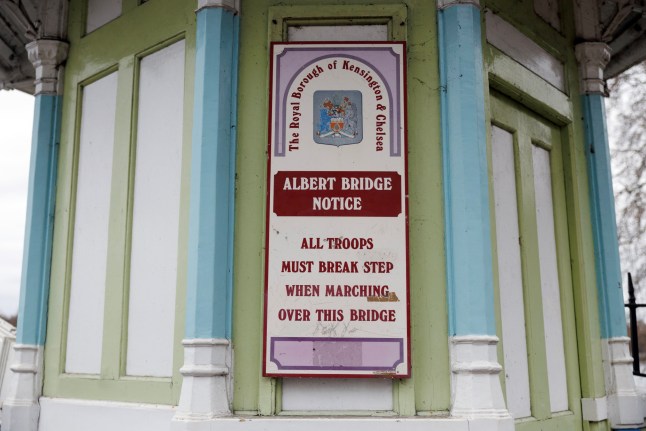 The Royal Borough of Kensington & Chelsea
ALBERT BRIDGE
NOTICE
ALL TROOPS
MUST BREAK STEP
WHEN MARCHING
OVER THIS BRIDGE